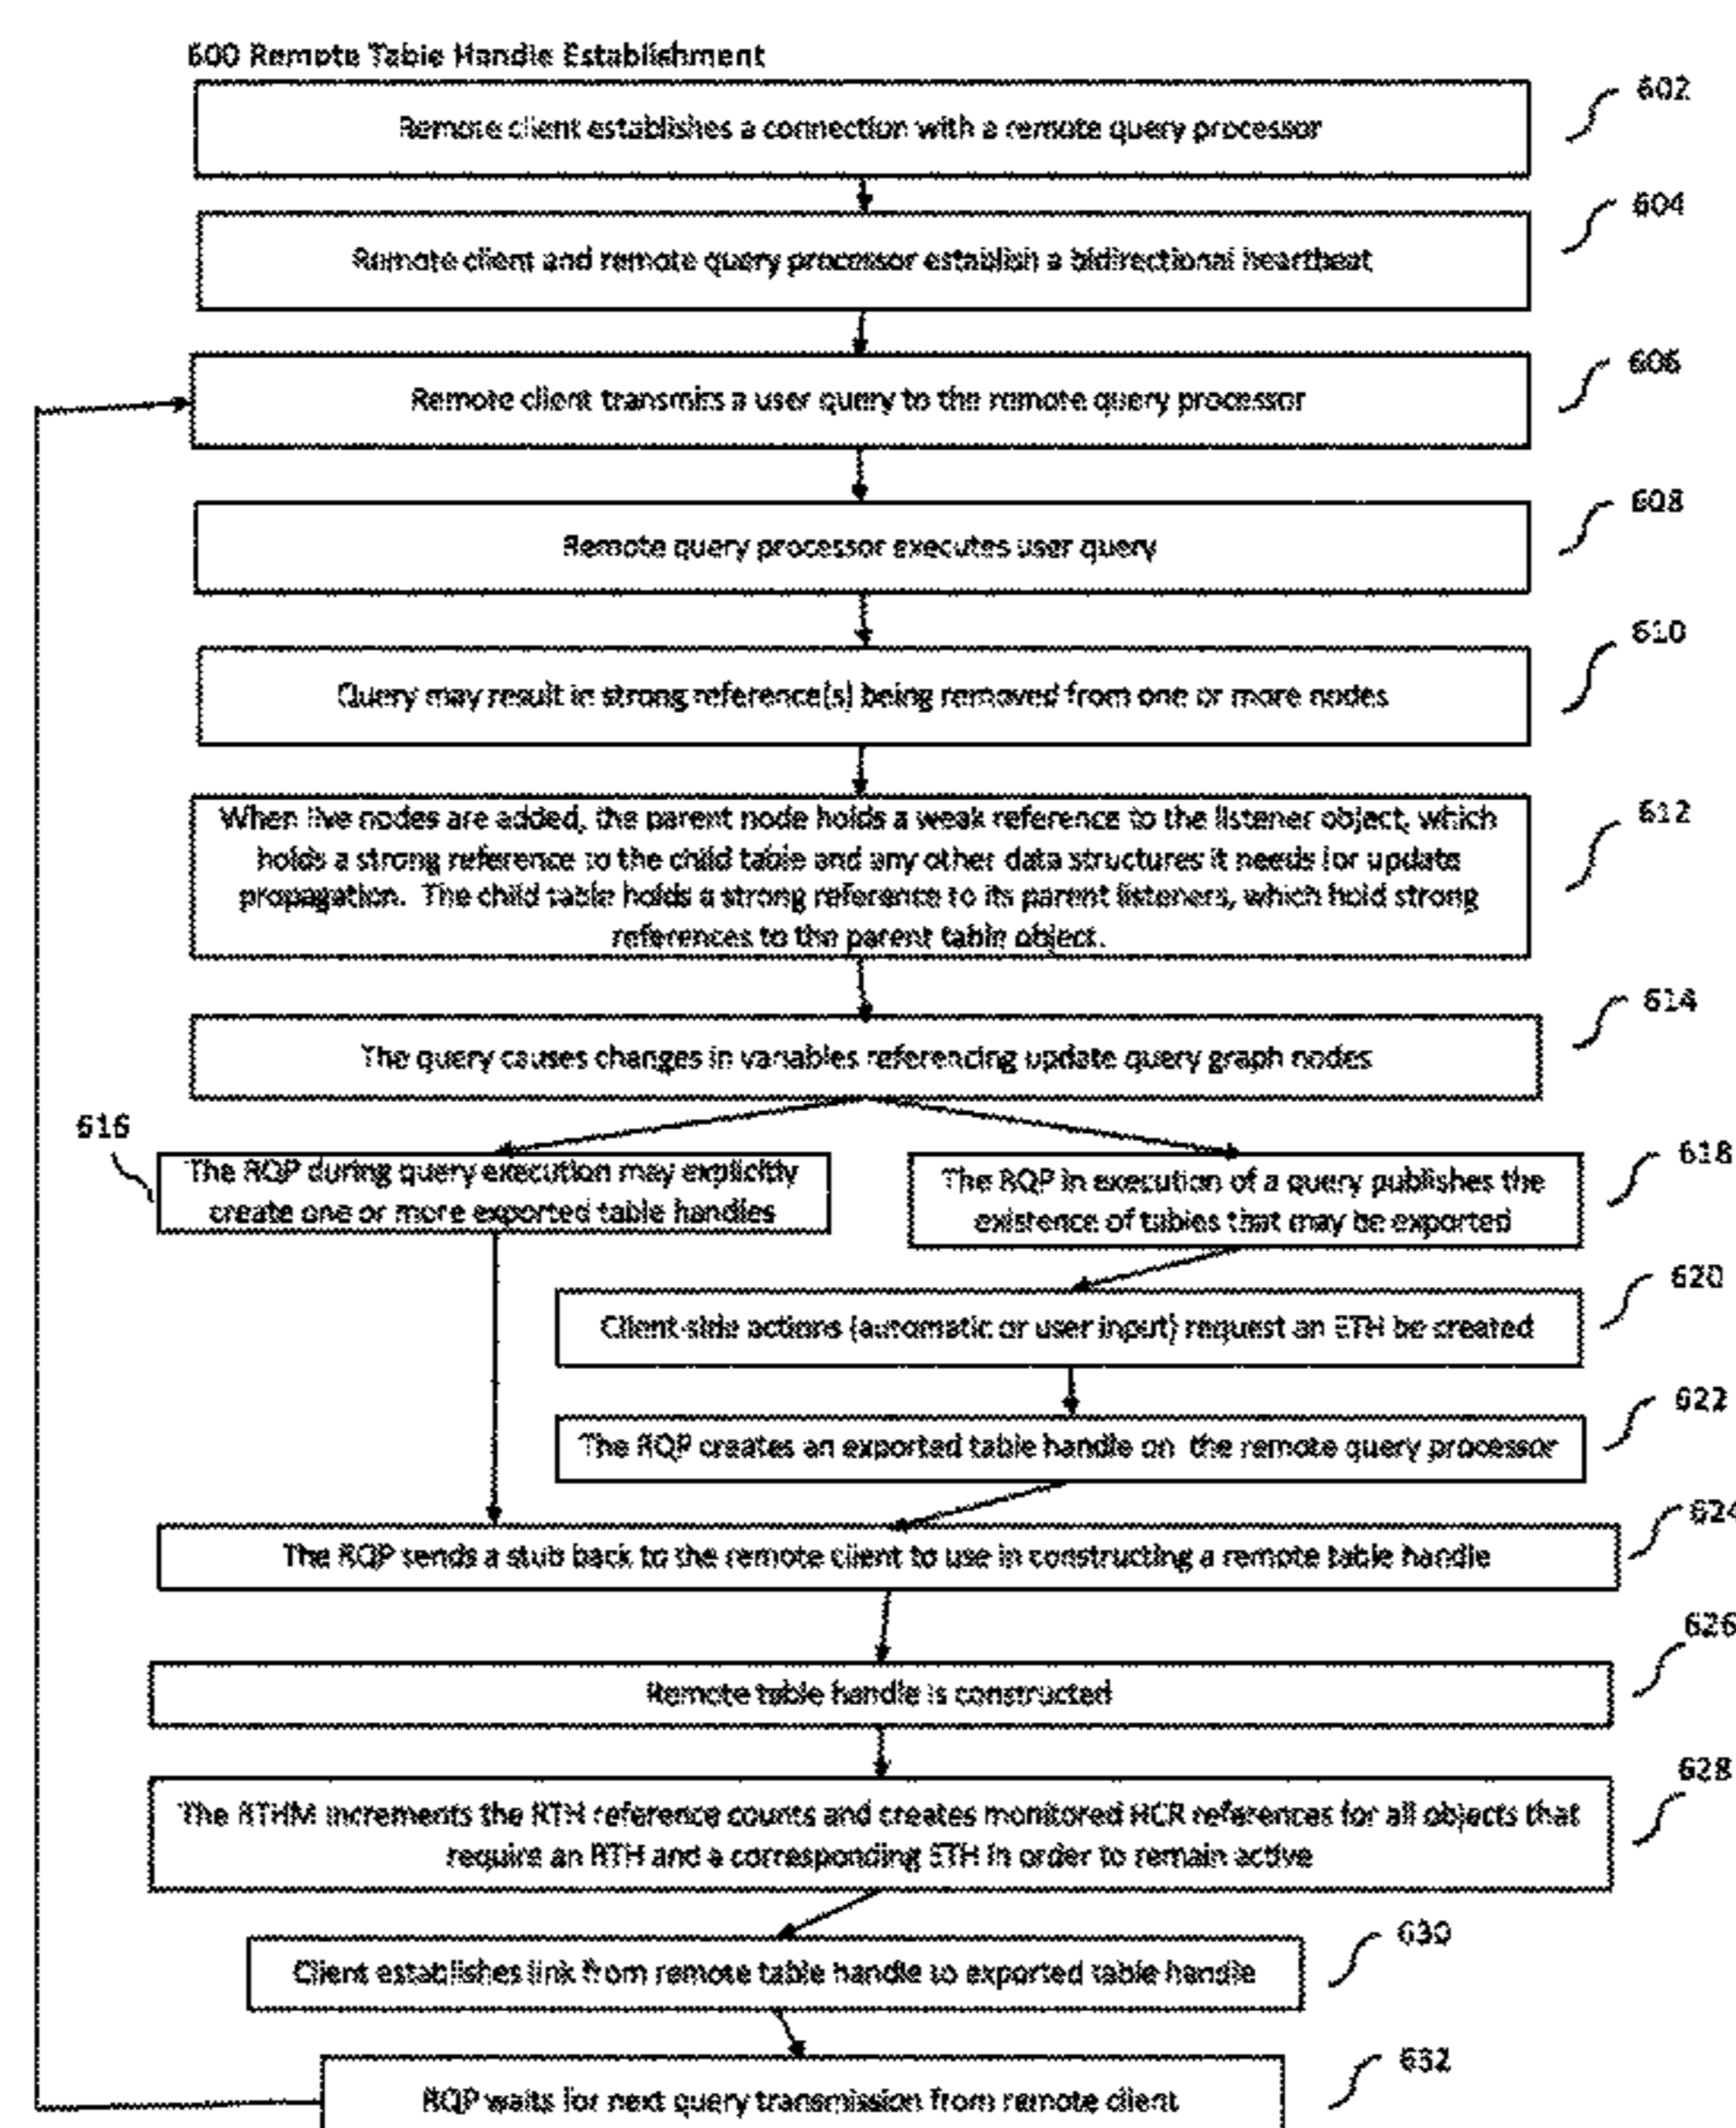 600 Remote Table Handle Establishment
602
Remote client establishes a connection with a remote query processor
604
Remote client and remote query processor establish a bidirectional heartbeat
606
Remote client transmits a user query to the remote query processor
608
Remote query processor executes user query
610
Query may result in strong reference(s) being removed from one or more nodes
612
When live nodes are added, the parent node holds a weak reference to the listener object, which
holds a strong reference to the child table and any other data structures it needs for update
propagation. The child table holds a strong reference to its parent listeners, which hold strong
references to the parent table object.
614
The query causes changes in variables referencing update query graph nodes
616
The RQP during query execution may explicitly
create one or more exported table handles
618
The RQP in execution of a query publishes the
existence of tables that may be exported
620
Client-side actions (automatic or user input) request an ETH be created
622
The RQP creates an exported table handle on the remote query processor
624
The RQP sends a stub back to the remote client to use in constructing a remote table handle
626
Remote table handle is constructed
628
The RTHM increments the RTH reference counts and creates monitored HCR references for all objects that
require an RTH and a corresponding ETH in order to remain active
630
Client establishes link from remote table handle to exported table handle
632
RQP waits for next query transmission from remote client